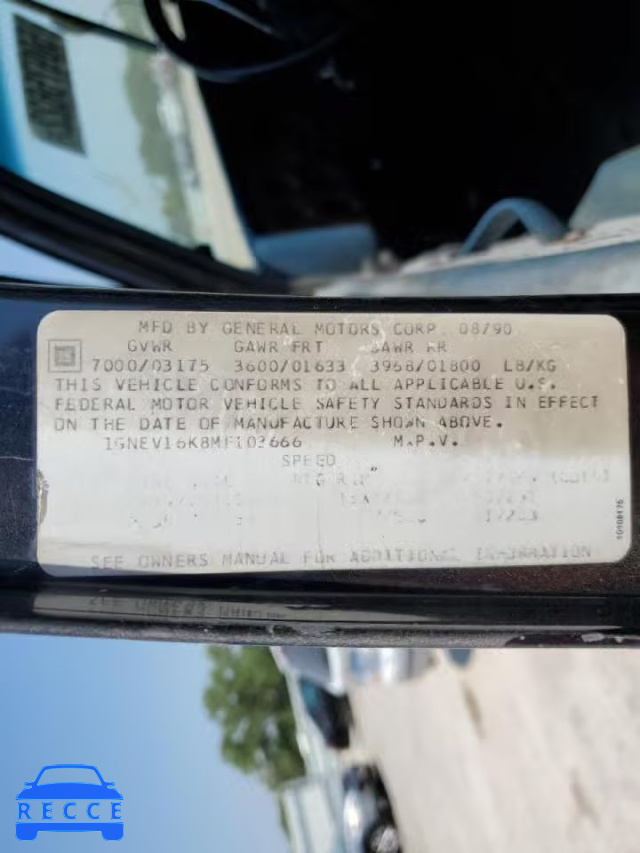 MFD BY GENERAL MOTORS CORP. 08/90
GVWR GAWR FRT GAWR RR
7000/03175 3600/01633 3968/01800 LB/KG
THIS VEHICLE CONFORMS TO ALL APPLICABLE U.S.
FEDERAL MOTOR VEHICLE SAFETY STANDARDS IN EFFECT
ON THE DATE OF MANUFACTURE SHOWN ABOVE.
1GNEV16K8MF103666 M.P.V.
SPEED
RIM
SEE OWNERS MANUAL FOR ADDITIONAL INFORMATION
GM
RECCE